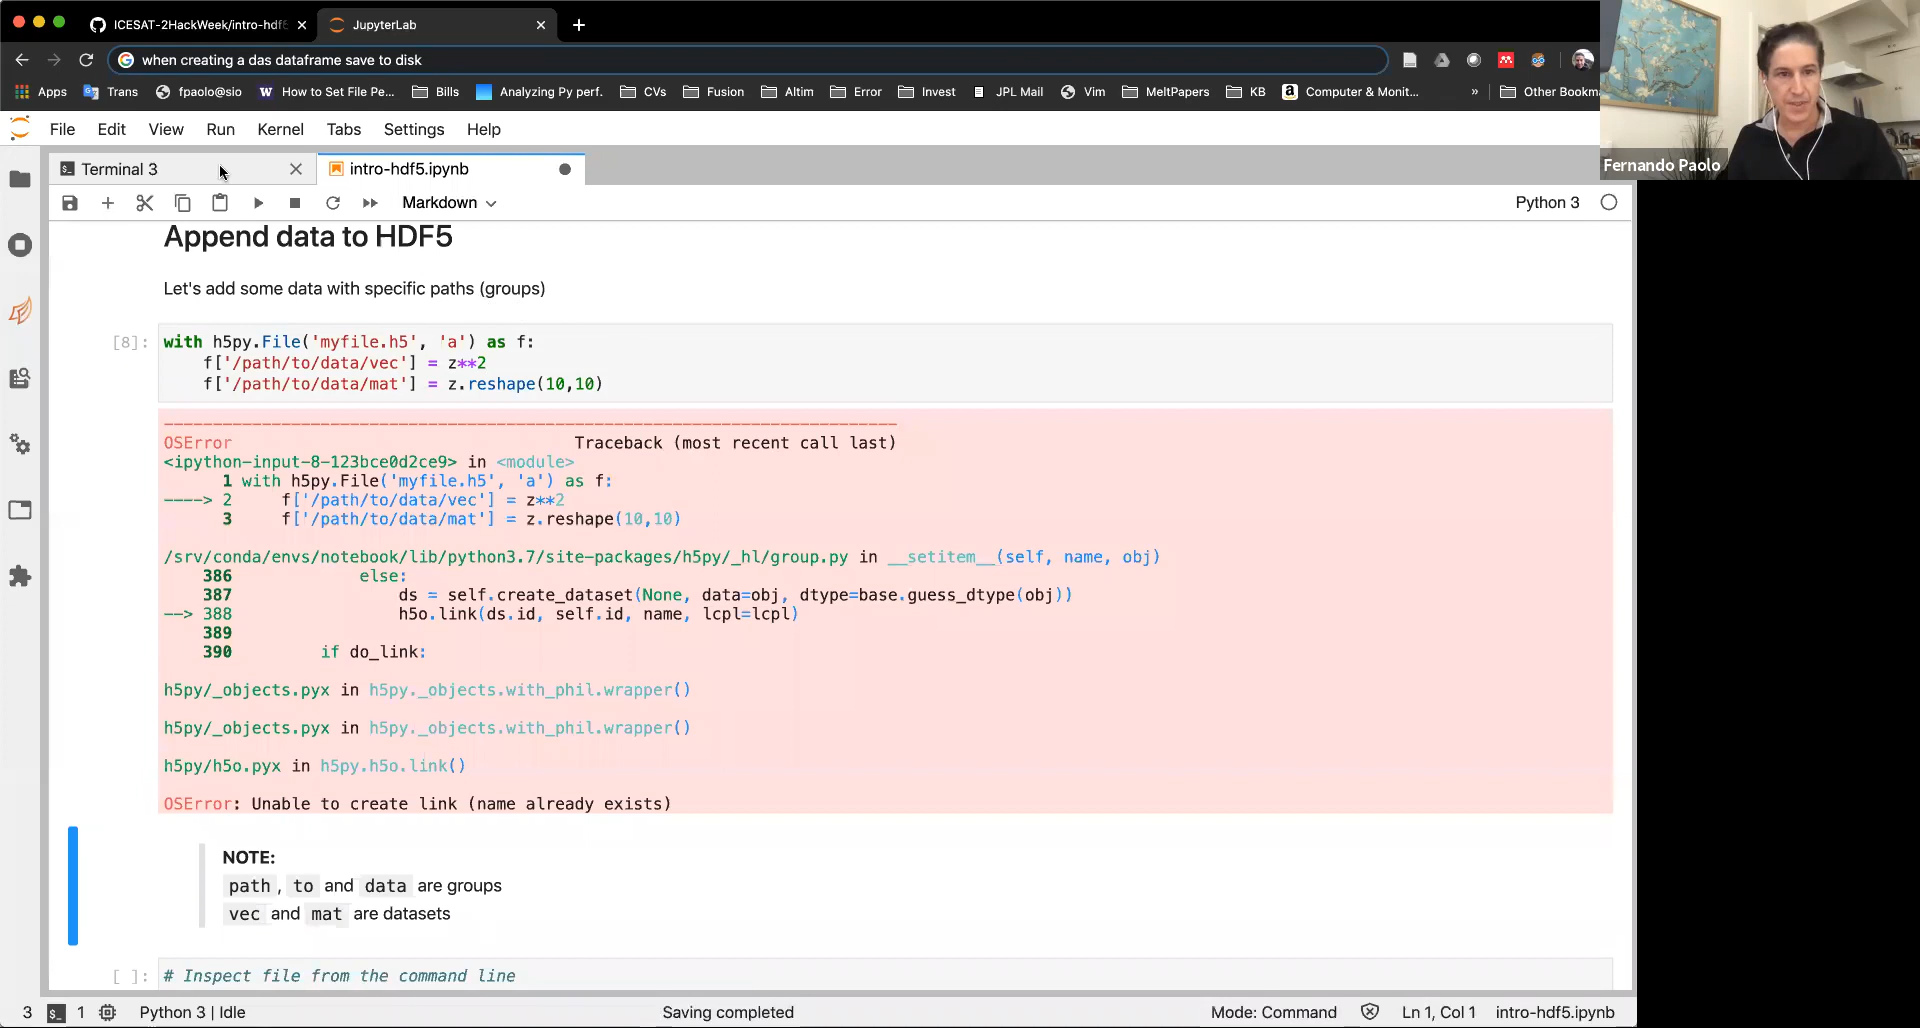 ICESAT-2HackWeek/intro-hdf5
JupyterLab
when creating a das dataframe save to disk
Apps
Trans
fpaolo@sio
W How to Set File Pe...
Bills
Analyzing Py perf.
CVs
Fusion
Altim
Error
Invest
JPL Mail
Vim
MeltPapers
KB
a Computer & Monit...
»
Other Bookma
Fernando Paolo
File Edit View Run Kernel Tabs Settings Help
Terminal 3
intro-hdf5.ipynb
Markdown
Python 3
Append data to HDF5
Let's add some data with specific paths (groups)
[8]: with h5py.File('myfile.h5', 'a') as f:
f['/path/to/data/vec'] = z**2
f['/path/to/data/mat'] = z.reshape(10,10)
---------------------------------------------------------------------------
OSError Traceback (most recent call last)
<ipython-input-8-123bce0d2ce9> in <module>
1 with h5py.File('myfile.h5', 'a') as f:
----> 2 f['/path/to/data/vec'] = z**2
3 f['/path/to/data/mat'] = z.reshape(10,10)
/srv/conda/envs/notebook/lib/python3.7/site-packages/h5py/_hl/group.py in __setitem__(self, name, obj)
386 else:
387 ds = self.create_dataset(None, data=obj, dtype=base.guess_dtype(obj))
--> 388 h5o.link(ds.id, self.id, name, lcpl=lcpl)
389
390 if do_link:
h5py/_objects.pyx in h5py._objects.with_phil.wrapper()
h5py/_objects.pyx in h5py._objects.with_phil.wrapper()
h5py/h5o.pyx in h5py.h5o.link()
OSError: Unable to create link (name already exists)
NOTE:
path , to and data are groups
vec and mat are datasets
[ ]: # Inspect file from the command line
3 1 Python 3 | Idle
Saving completed
Mode: Command
Ln 1, Col 1
intro-hdf5.ipynb